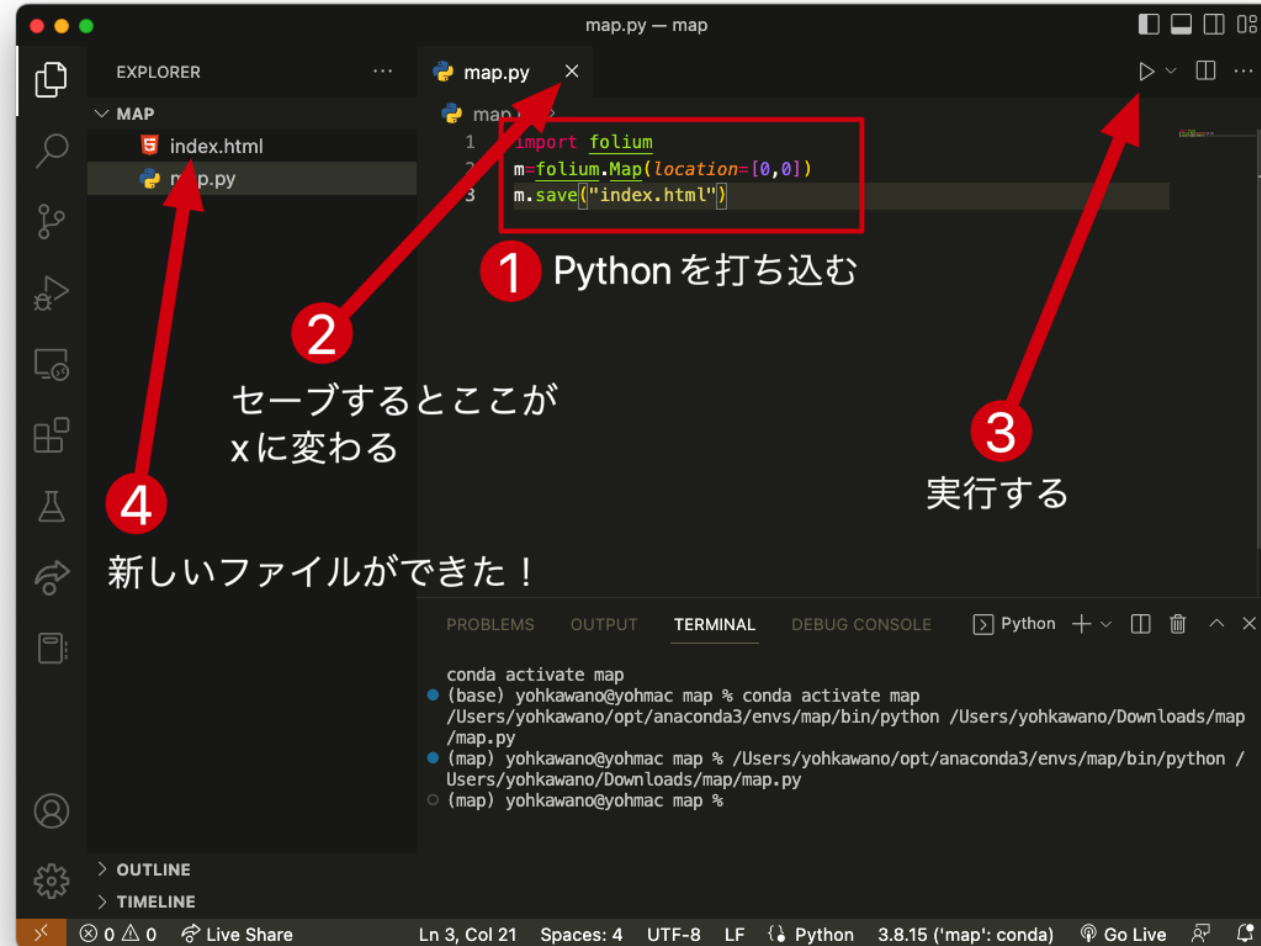 map.py — map
EXPLORER
MAP
index.html
map.py
map.py
1 import folium
2 m=folium.Map(location=[0,0])
3 m.save("index.html")
1 Pythonを打ち込む
2
セーブするとここが
xに変わる
3
実行する
4
新しいファイルができた！
PROBLEMS OUTPUT TERMINAL DEBUG CONSOLE Python
conda activate map
(base) yohkawano@yohmac map % conda activate map
/Users/yohkawano/opt/anaconda3/envs/map/bin/python /Users/yohkawano/Downloads/map
/map.py
(map) yohkawano@yohmac map % /Users/yohkawano/opt/anaconda3/envs/map/bin/python /
Users/yohkawano/Downloads/map/map.py
(map) yohkawano@yohmac map %
OUTLINE
TIMELINE
0 0 Live Share Ln 3, Col 21 Spaces: 4 UTF-8 LF Python 3.8.15 ('map': conda) Go Live